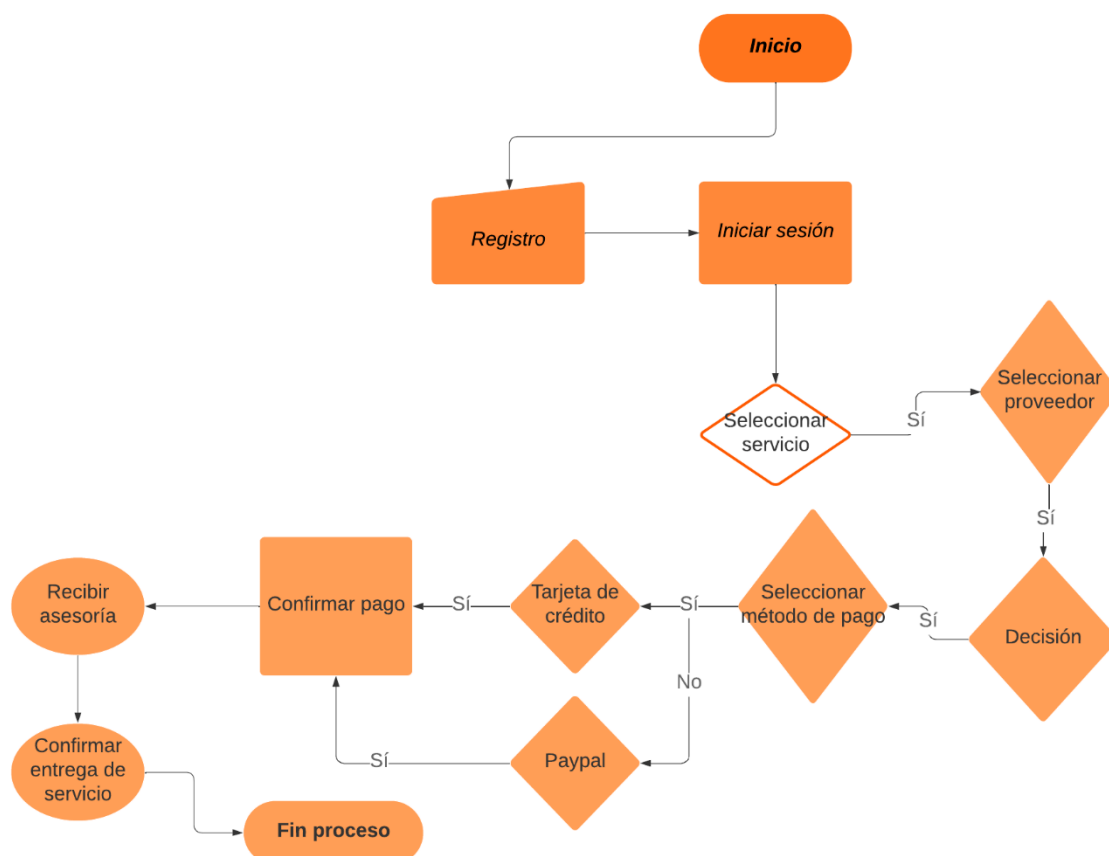 Inicio
Registro
Iniciar sesión
Seleccionar
servicio
Sí
Seleccionar
proveedor
Sí
Decisión
Sí
Seleccionar
método de pago
Sí
No
Tarjeta de
crédito
Sí
Paypal
Sí
Confirmar pago
Recibir
asesoría
Confirmar
entrega de
servicio
Fin proceso